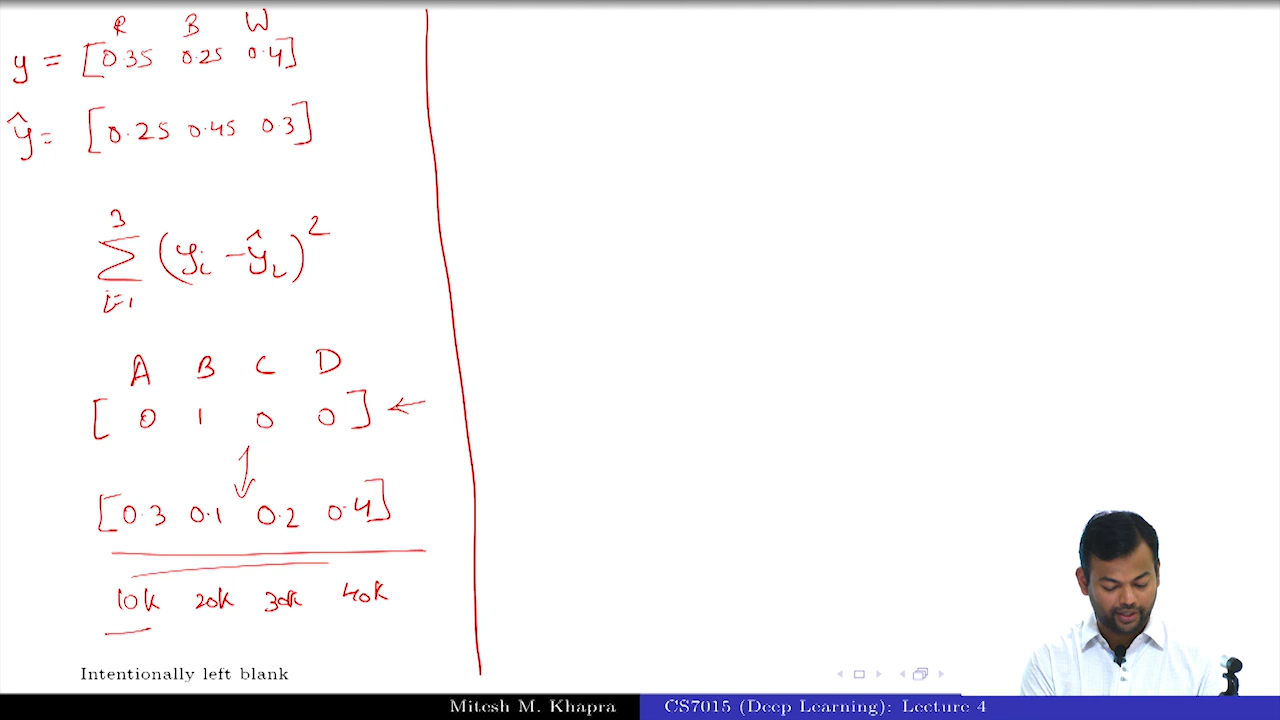 R B W
y = [0.35 0.25 0.4]
ŷ = [0.25 0.45 0.3]
3
∑ (yi - ŷi)²
i=1
A B C D
[0 1 0 0] ←
[0.3 0.1 0.2 0.4]
10k 20k 30k 40k
Intentionally left blank
Mitesh M. Khapra CS7015 (Deep Learning): Lecture 4